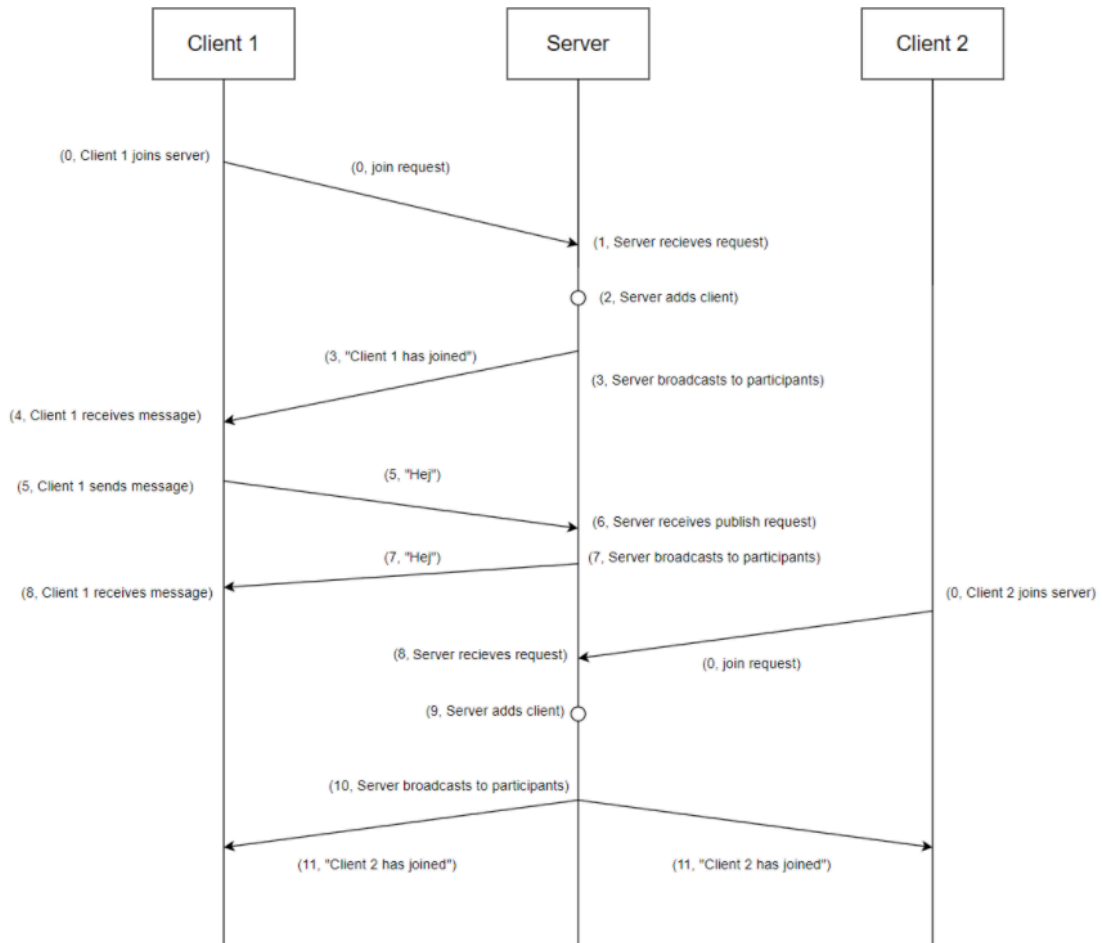 Client 1
Server
Client 2
(0, Client 1 joins server)
(0, join request)
(1, Server recieves request)
(2, Server adds client)
(3, "Client 1 has joined")
(3, Server broadcasts to participants)
(4, Client 1 receives message)
(5, "Hej")
(5, Client 1 sends message)
(6, Server receives publish request)
(7, "Hej")
(7, Server broadcasts to participants)
(8, Client 1 receives message)
(0, Client 2 joins server)
(8, Server recieves request)
(0, join request)
(9, Server adds client)
(10, Server broadcasts to participants)
(11, "Client 2 has joined")
(11, "Client 2 has joined")